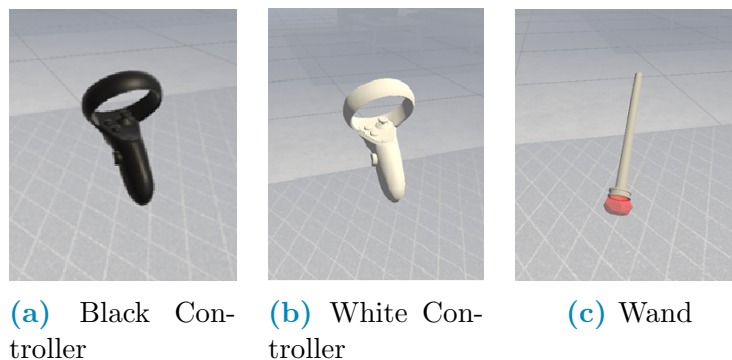 (a) Black Con-
troller
(b) White Con-
troller
(c) Wand